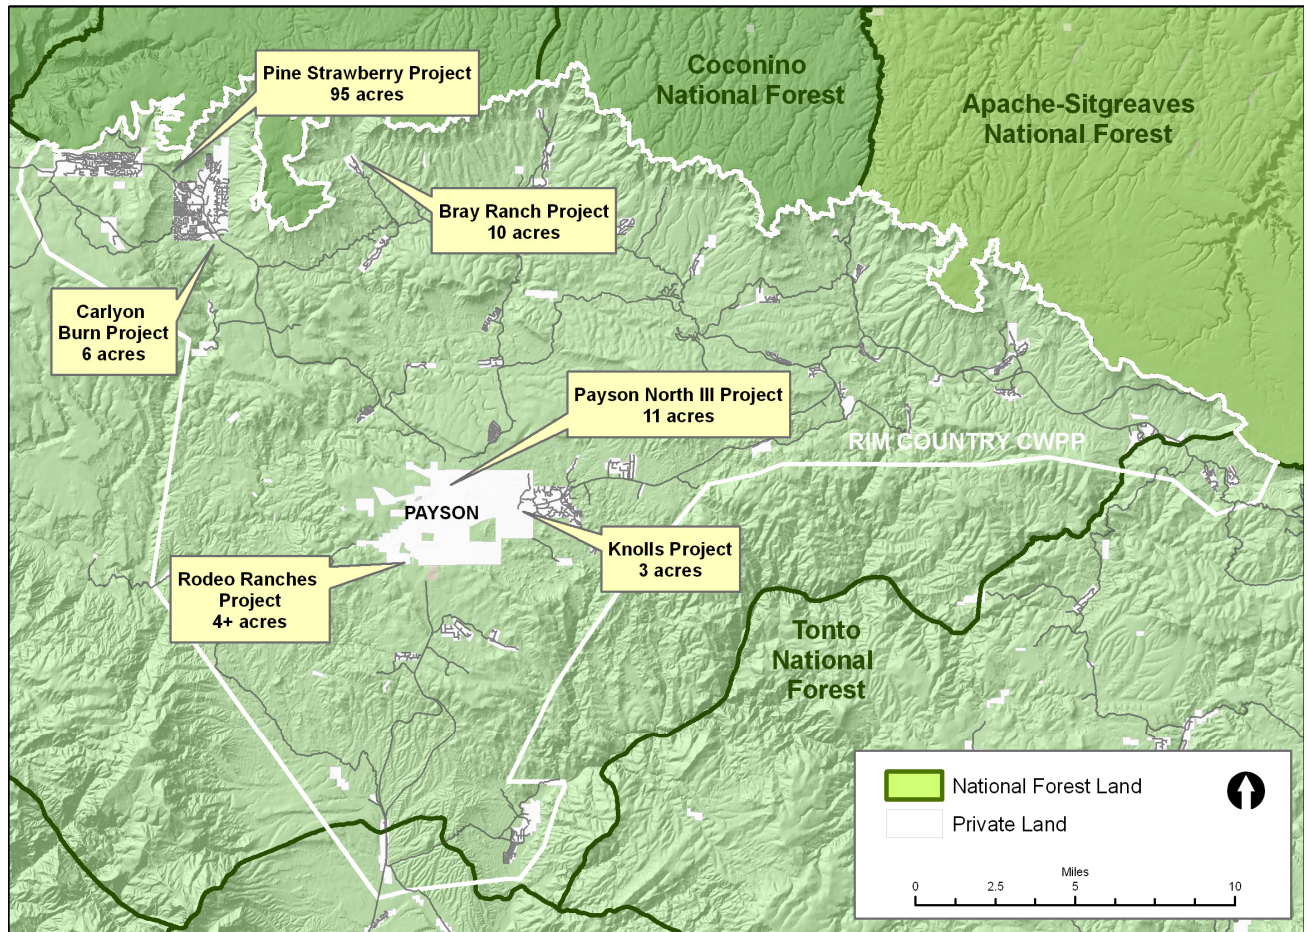 Pine Strawberry Project
95 acres
Coconino
National Forest
Apache-Sitgreaves
National Forest
Bray Ranch Project
10 acres
Carlyon
Burn Project
6 acres
Payson North III Project
11 acres
RIM COUNTRY CWPP
PAYSON
Knolls Project
3 acres
Rodeo Ranches
Project
4+ acres
Tonto
National
Forest
National Forest Land
Private Land
Miles
0 2.5 5 10